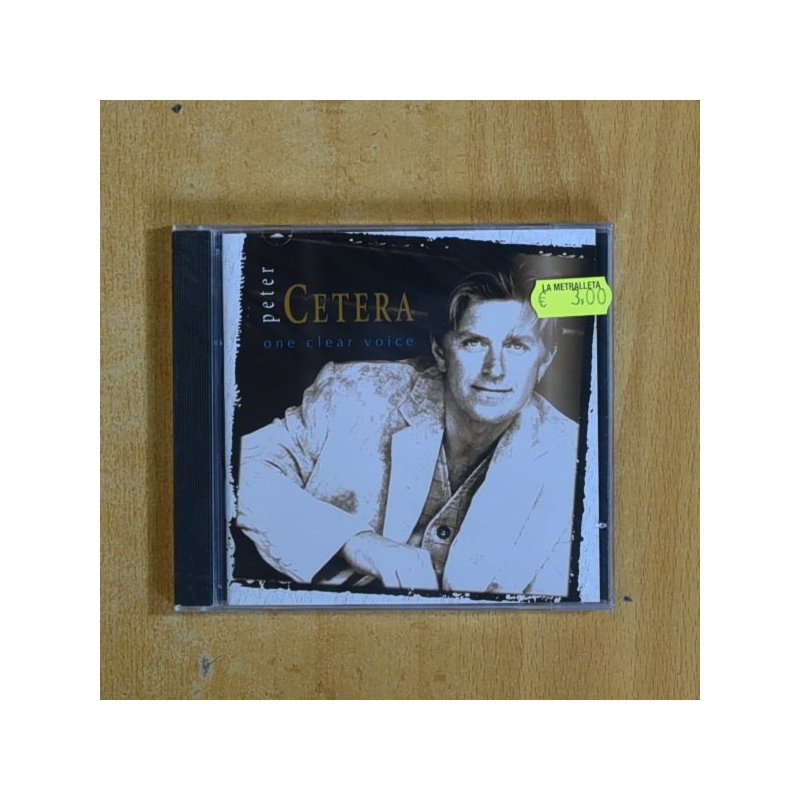 peter
CETERA
one clear voice
LA METRALLETA
€ 3,00